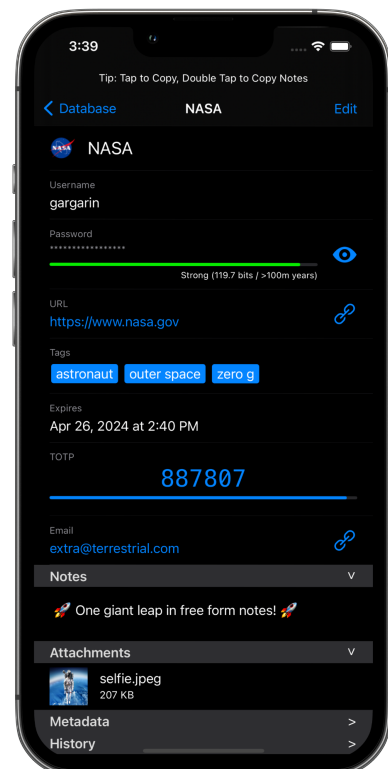 3:39
Tip: Tap to Copy, Double Tap to Copy Notes
Database NASA Edit
NASA NASA
Username
gargarin
Password
****************
Strong (119.7 bits / >100m years)
URL
https://www.nasa.gov
Tags
astronaut outer space zero g
Expires
Apr 26, 2024 at 2:40 PM
TOTP
887807
Email
extra@terrestrial.com
Notes
🚀 One giant leap in free form notes! 🚀
Attachments
selfie.jpeg
207 KB
Metadata
History